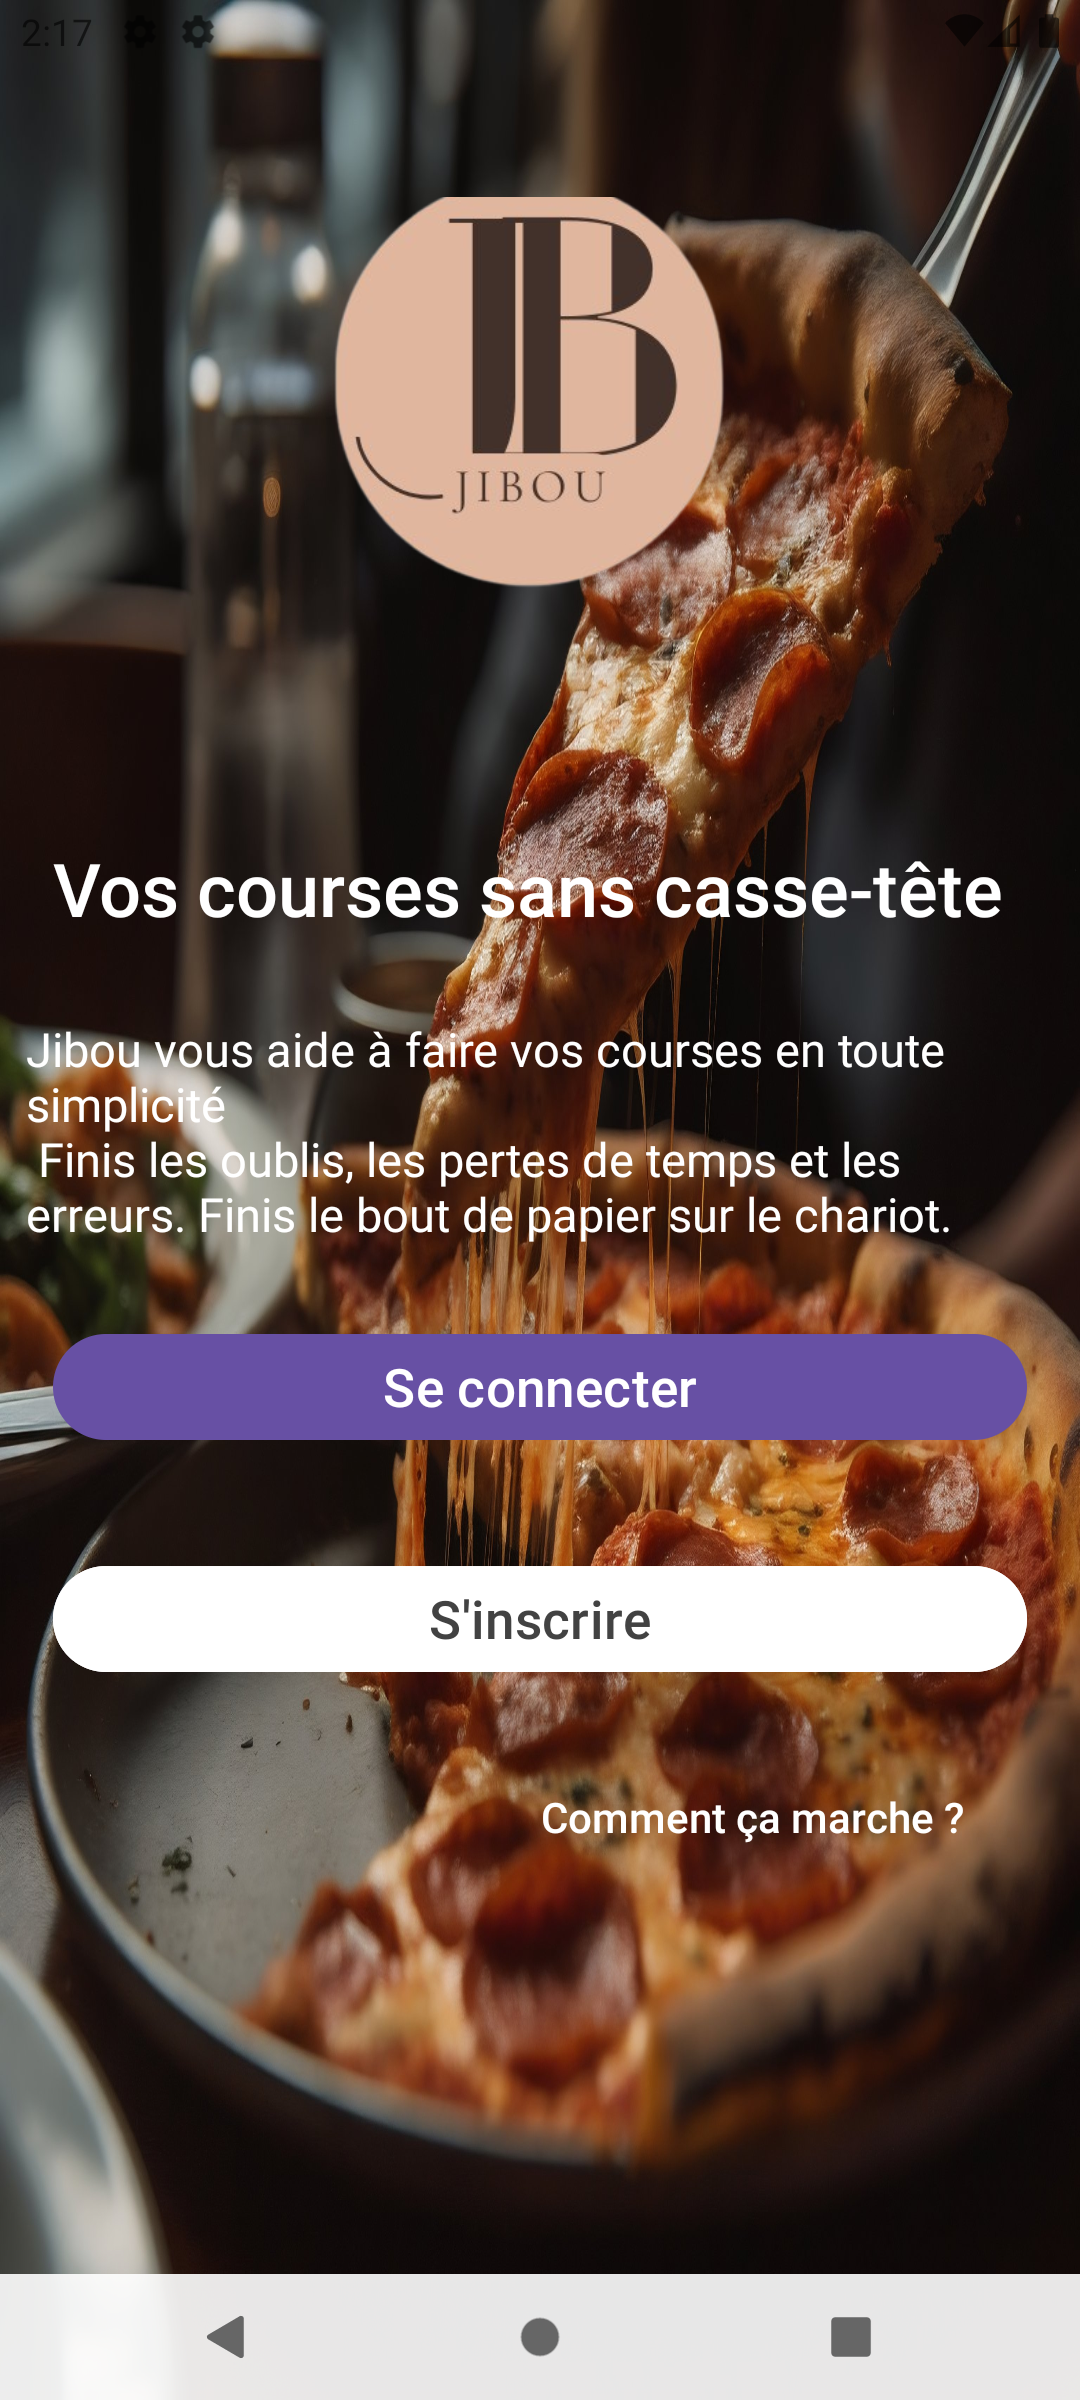 2:17
JB
JIBOU
Vos courses sans casse-tête
Jibou vous aide à faire vos courses en toute
simplicité
Finis les oublis, les pertes de temps et les
erreurs. Finis le bout de papier sur le chariot.
Se connecter
S'inscrire
Comment ça marche ?